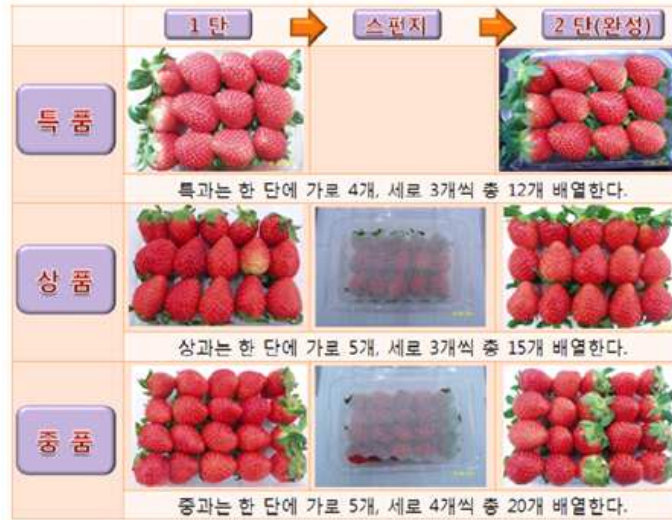 1 단
스펀지
2 단(완성)
특 품
특과는 한 단에 가로 4개, 세로 3개씩 총 12개 배열한다.
상 품
상과는 한 단에 가로 5개, 세로 3개씩 총 15개 배열한다.
중 품
중과는 한 단에 가로 5개, 세로 4개씩 총 20개 배열한다.